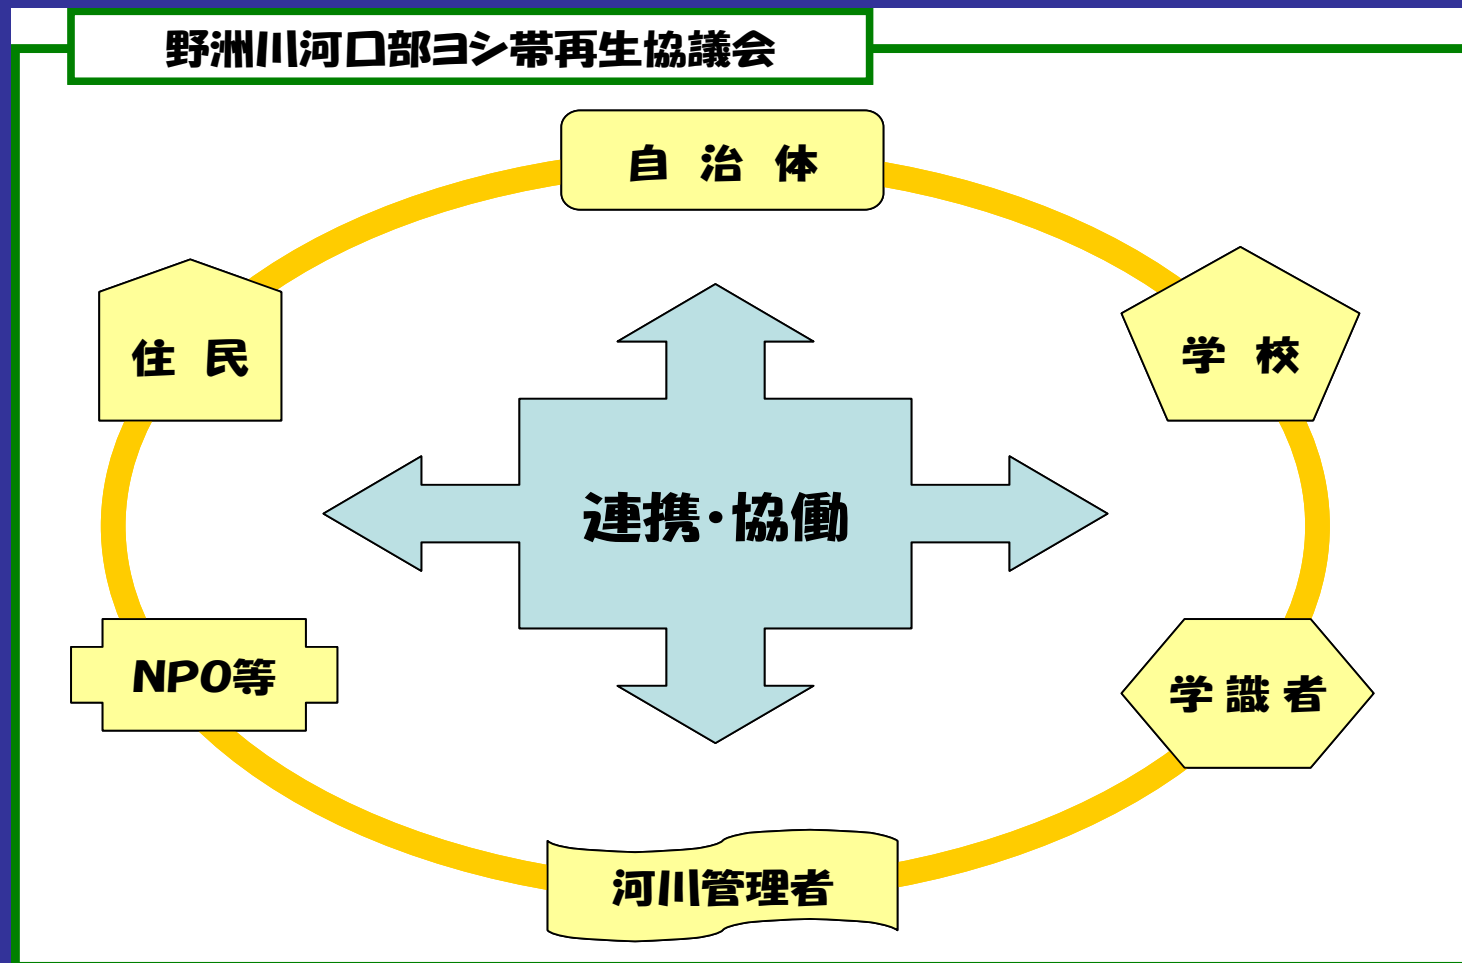 野洲川河口部ヨシ帯再生協議会
自 治 体
住 民
学 校
連携・協働
NPO等
学 識 者
河川管理者